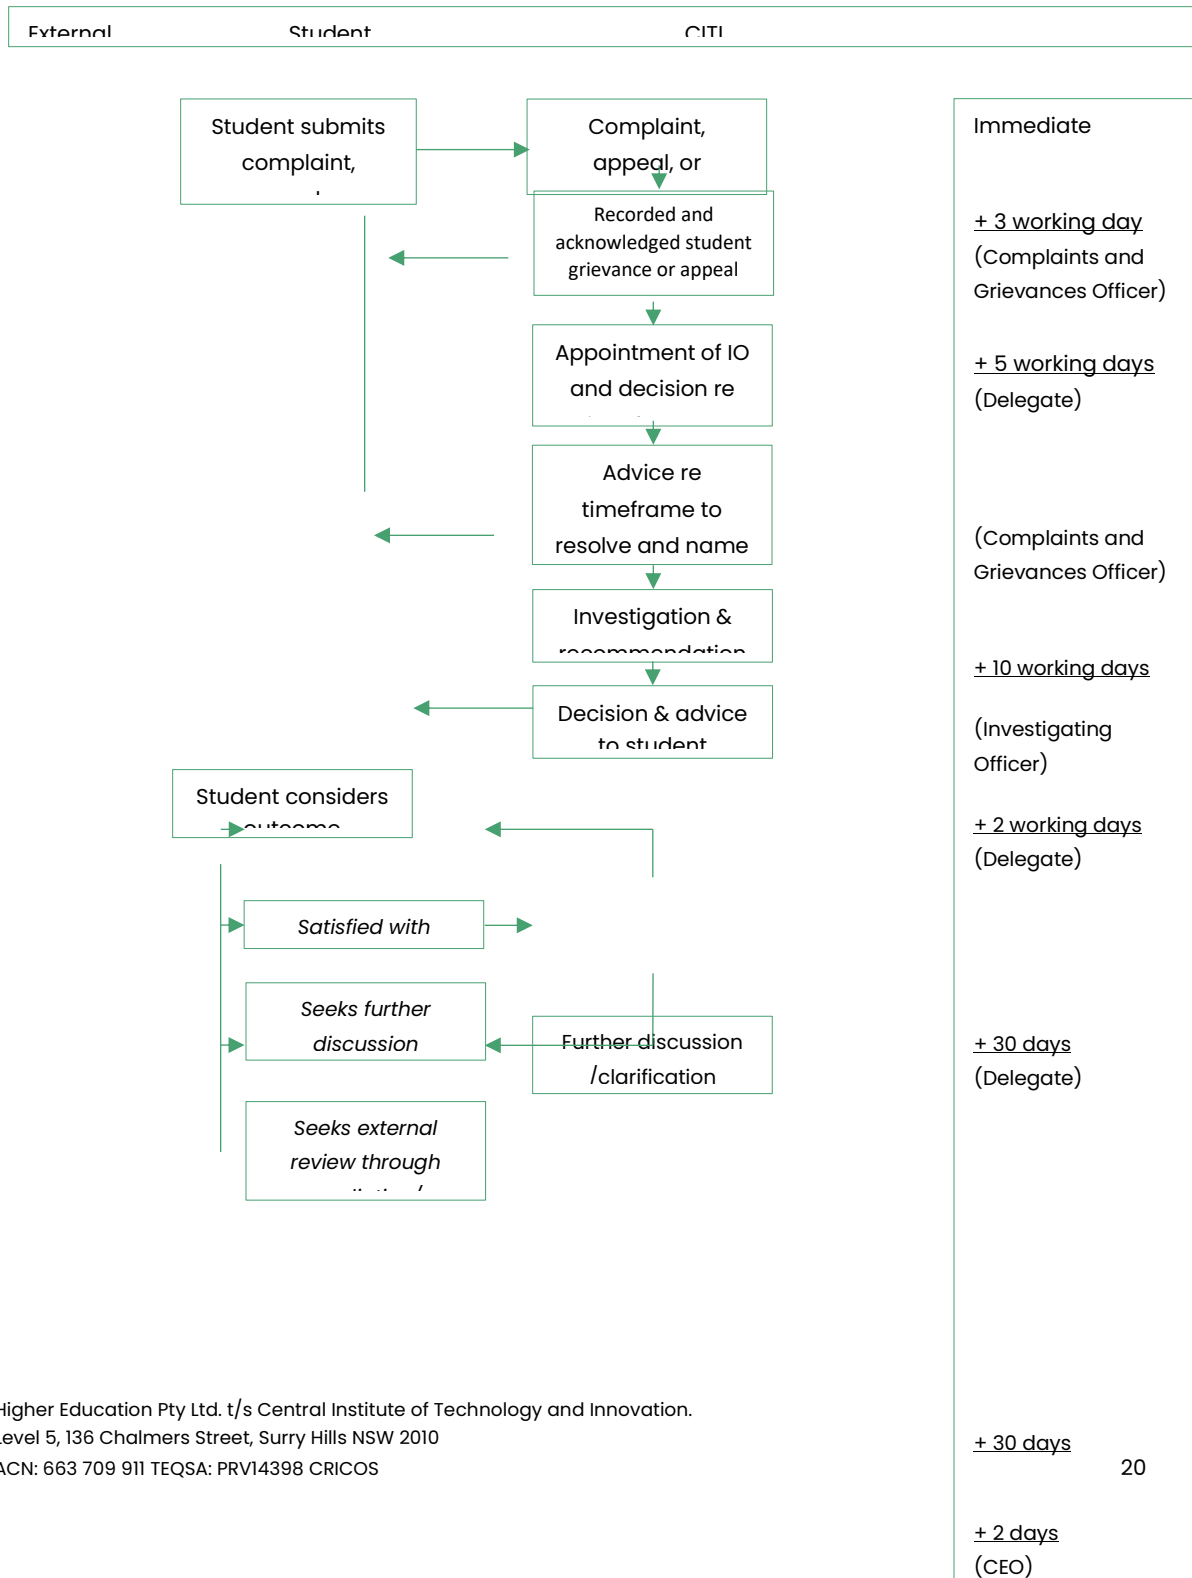 External Student CITI
Student submits
complaint,
Complaint,
appeal, or
Immediate
Recorded and
acknowledged student
grievance or appeal
+ 3 working day
(Complaints and
Grievances Officer)
Appointment of IO
and decision re
+ 5 working days
(Delegate)
Advice re
timeframe to
resolve and name
(Complaints and
Grievances Officer)
Investigation &
recommendation
+ 10 working days
(Investigating
Officer)
Decision & advice
to student
Student considers
outcome
+ 2 working days
(Delegate)
Satisfied with
Seeks further
discussion
Further discussion
/clarification
+ 30 days
(Delegate)
Seeks external
review through
Higher Education Pty Ltd. t/s Central Institute of Technology and Innovation.
Level 5, 136 Chalmers Street, Surry Hills NSW 2010
ACN: 663 709 911 TEQSA: PRV14398 CRICOS
20
+ 30 days
+ 2 days
(CEO)